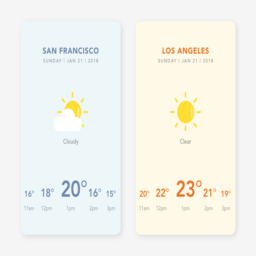 SAN FRANCISCO
SUNDAY | JAN 21 | 2018
Cloudy
16° 18° 20° 16° 15°
11am 12pm 1pm 2pm 3pm
LOS ANGELES
SUNDAY | JAN 21 | 2018
Clear
20° 22° 23° 21° 19°
11am 12pm 1pm 2pm 3pm